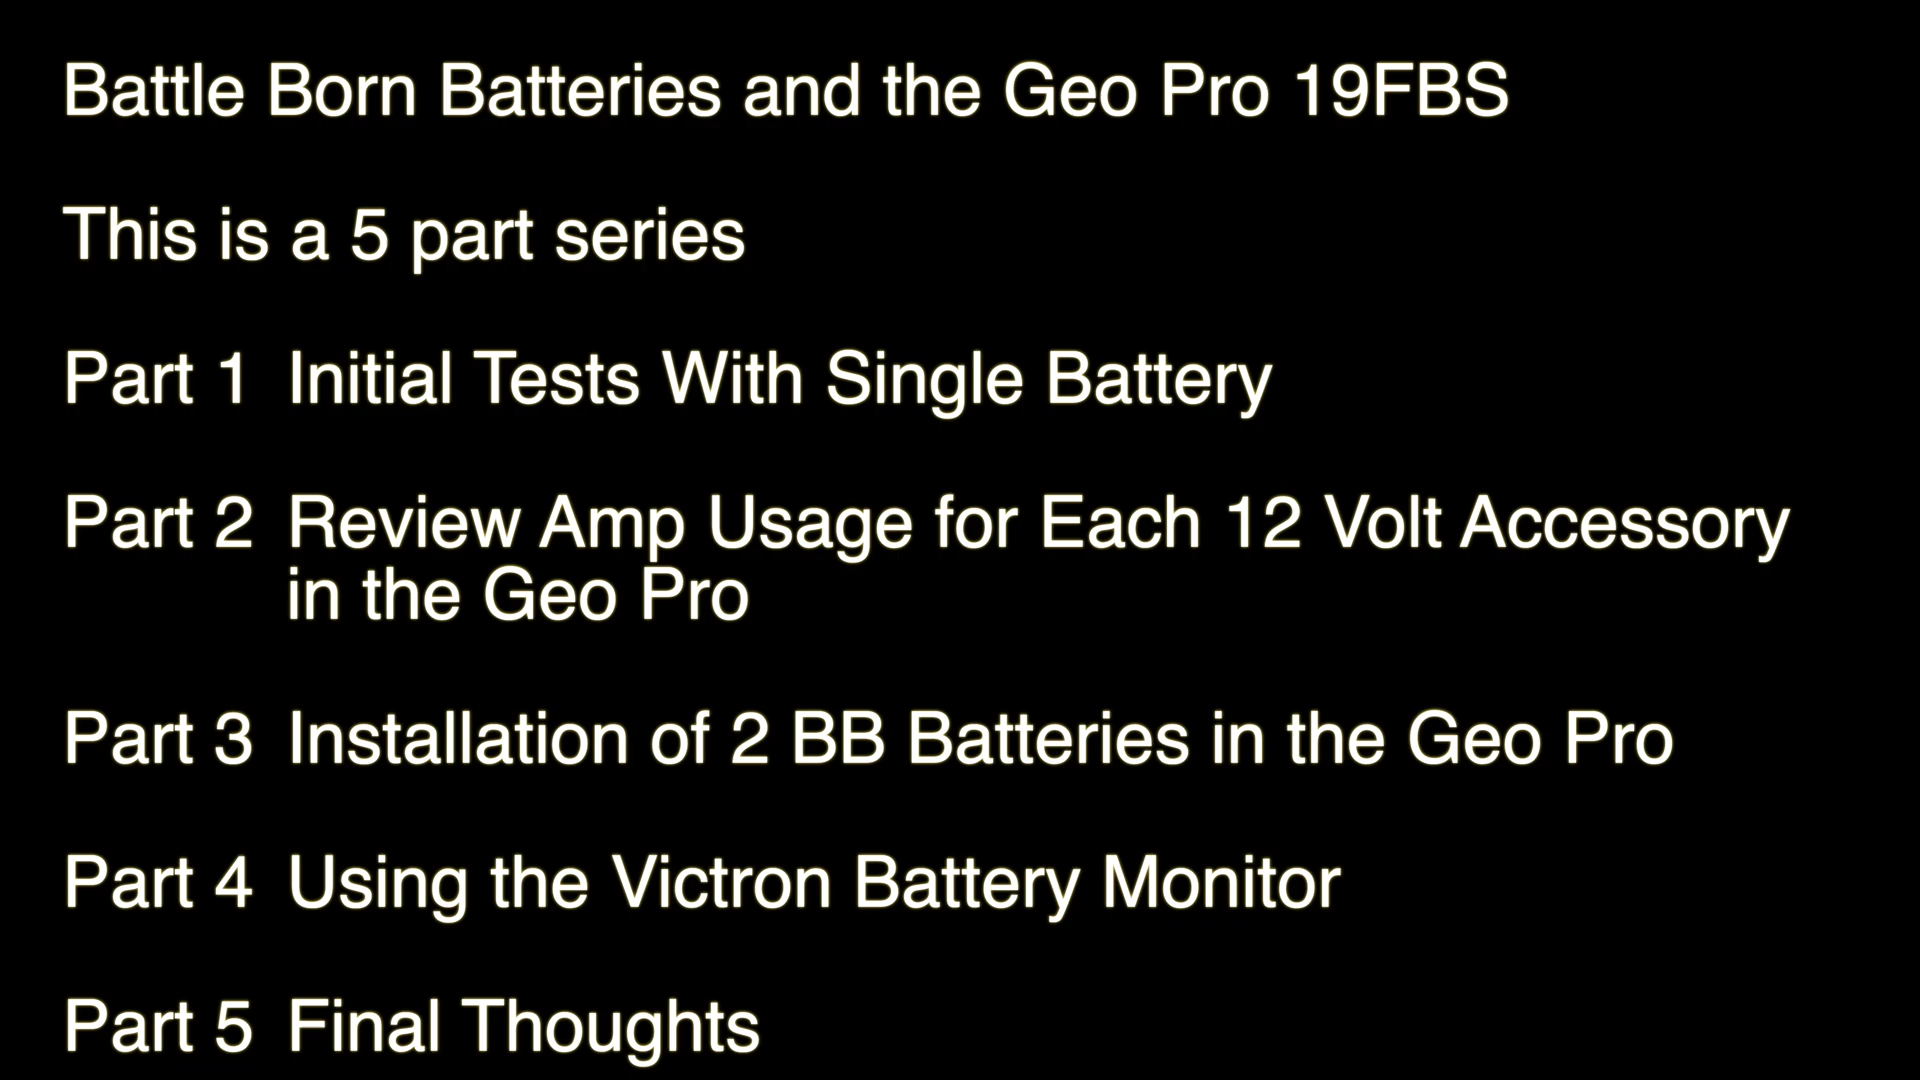 Battle Born Batteries and the Geo Pro 19FBS
This is a 5 part series
Part 1 Initial Tests With Single Battery
Part 2 Review Amp Usage for Each 12 Volt Accessory
in the Geo Pro
Part 3 Installation of 2 BB Batteries in the Geo Pro
Part 4 Using the Victron Battery Monitor
Part 5 Final Thoughts